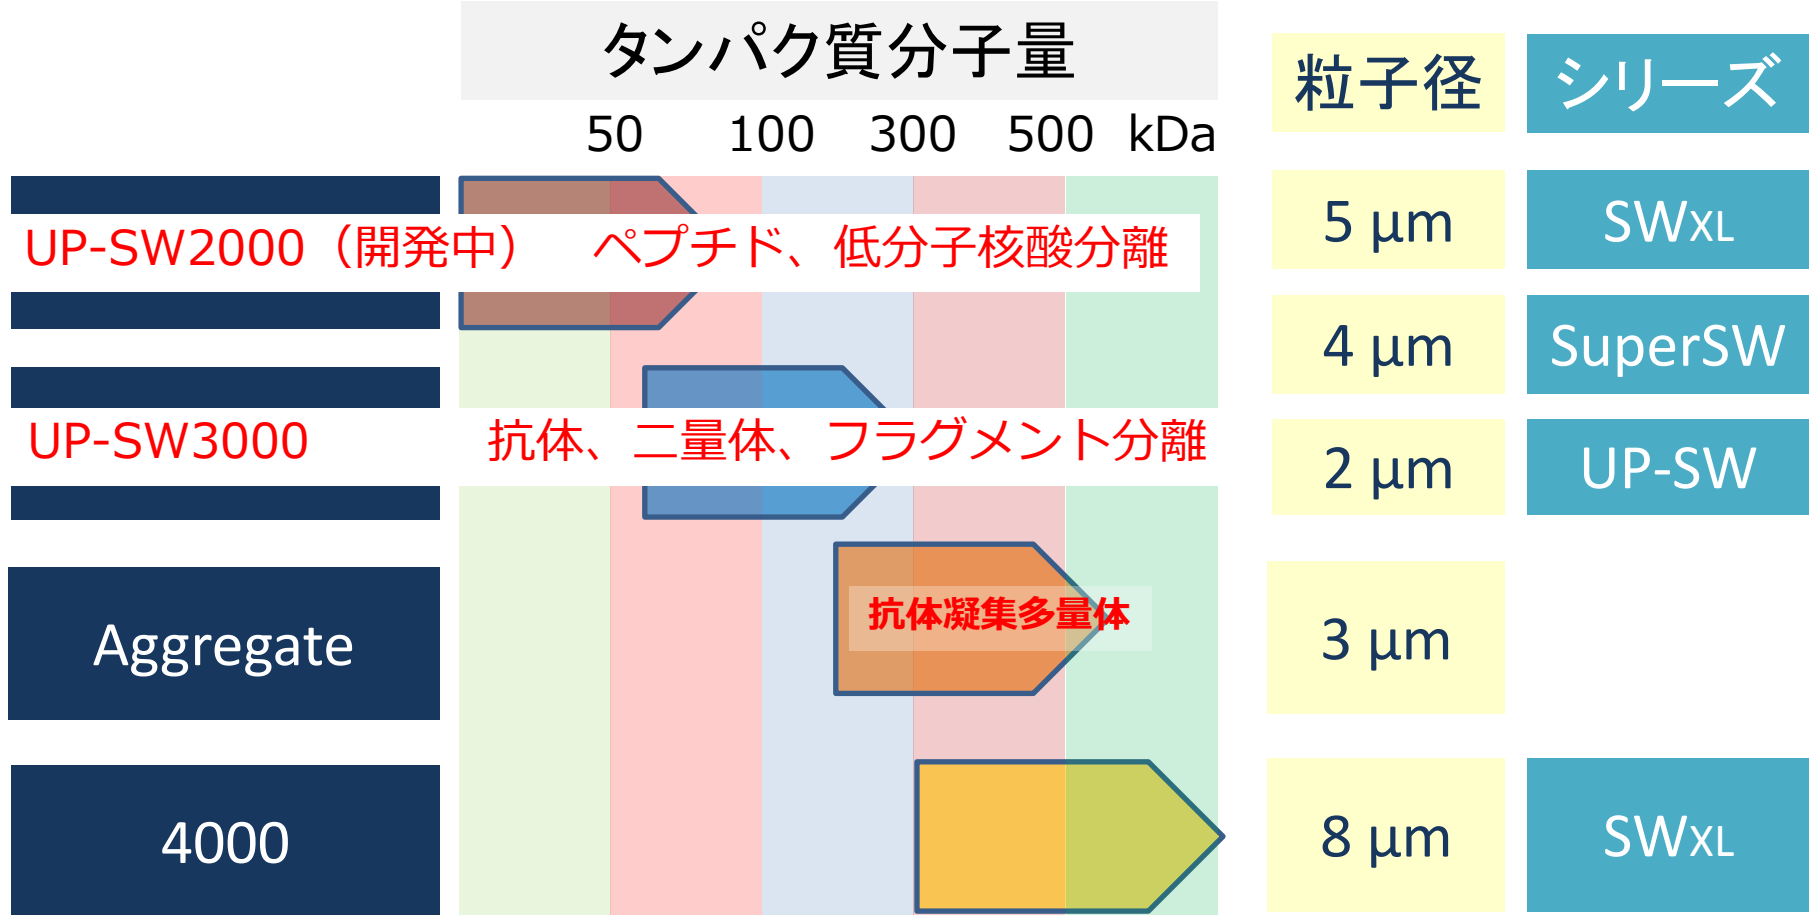 タンパク質分子量
粒子径
シリーズ
50 100 300 500 kDa
5 µm
SWXL
UP-SW2000（開発中） ペプチド、低分子核酸分離
4 µm
SuperSW
UP-SW3000 抗体、二量体、フラグメント分離
2 µm
UP-SW
Aggregate
抗体凝集多量体
3 µm
4000
8 µm
SWXL